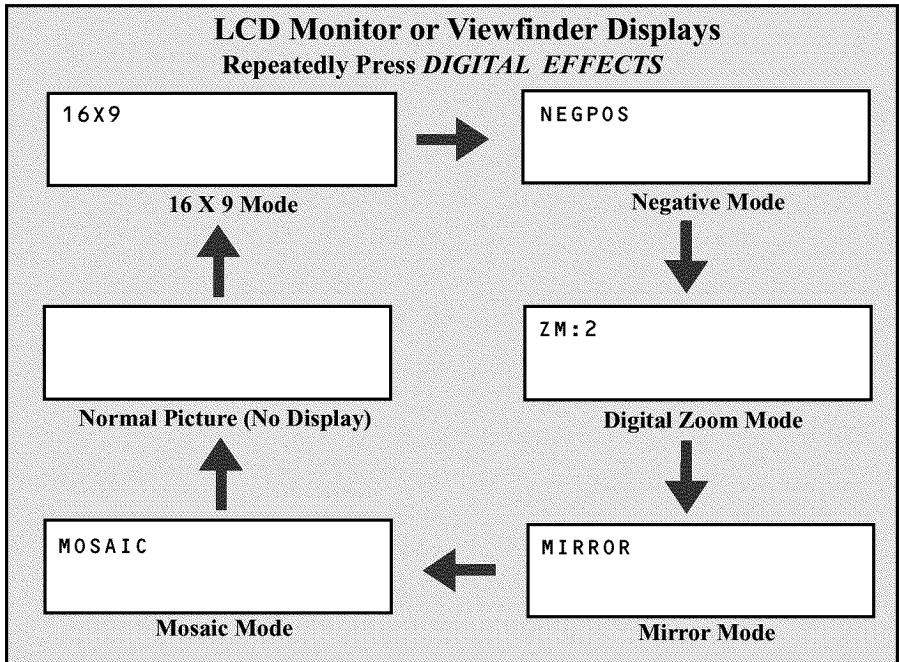 LCD Monitor or Viewfinder Displays
Repeatedly Press DIGITAL EFFECTS
16X9
16 X 9 Mode
NEGPOS
Negative Mode
ZM:2
Digital Zoom Mode
MIRROR
Mirror Mode
MOSAIC
Mosaic Mode
Normal Picture (No Display)